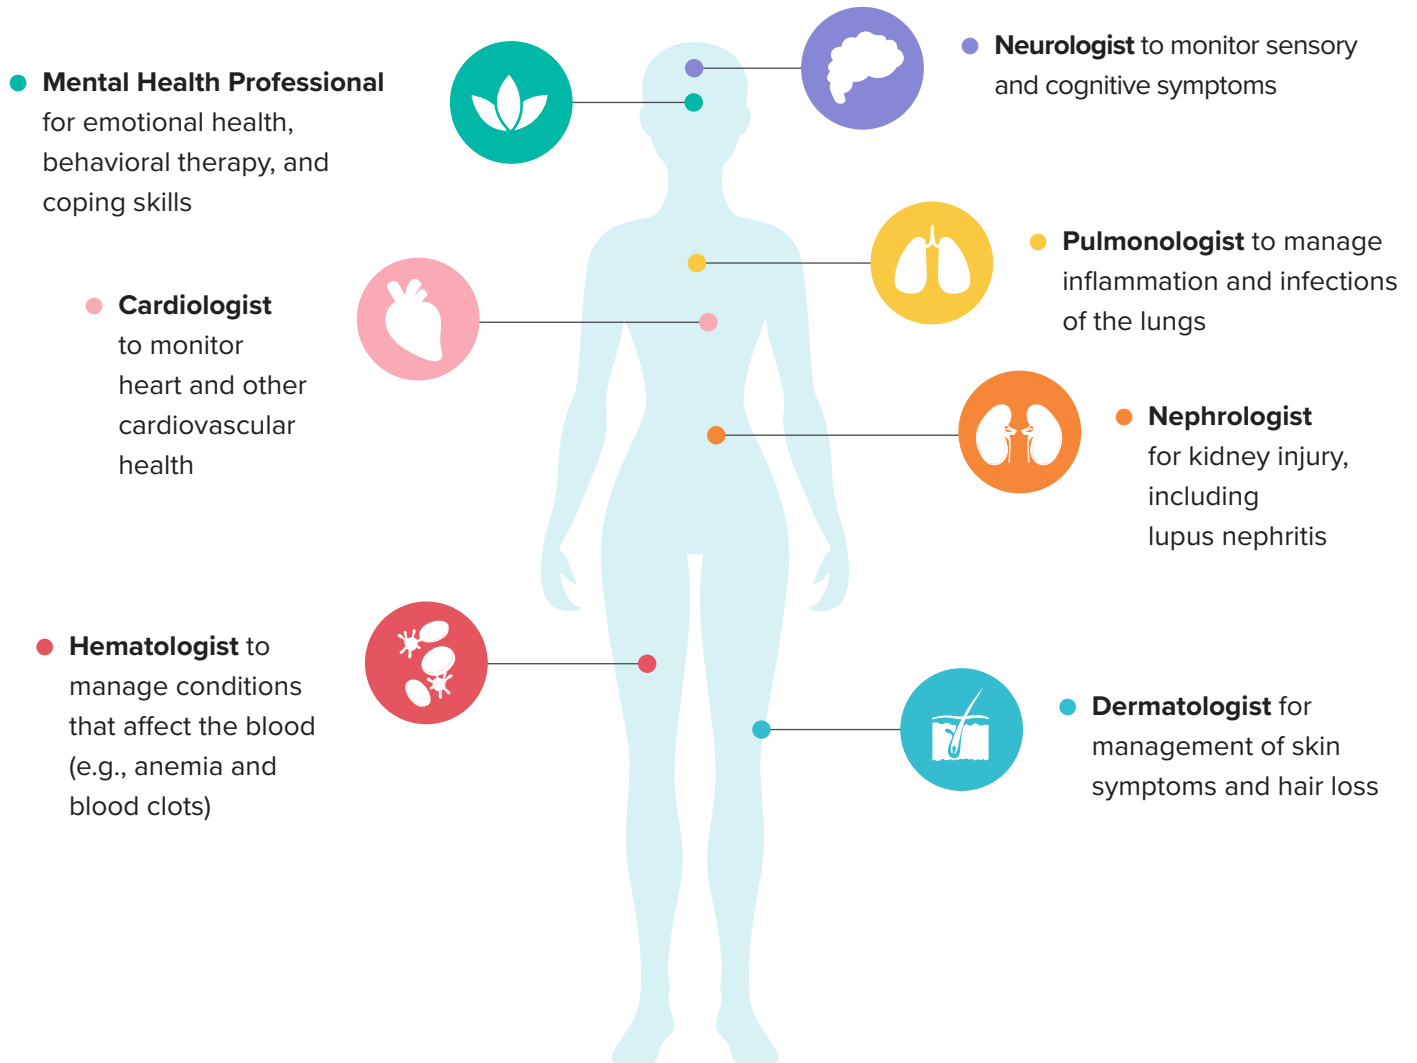 Mental Health Professional
for emotional health,
behavioral therapy, and
coping skills
Neurologist to monitor sensory
and cognitive symptoms
Pulmonologist to manage
inflammation and infections
of the lungs
Cardiologist
to monitor
heart and other
cardiovascular
health
Nephrologist
for kidney injury,
including
lupus nephritis
Hematologist to
manage conditions
that affect the blood
(e.g., anemia and
blood clots)
Dermatologist for
management of skin
symptoms and hair loss